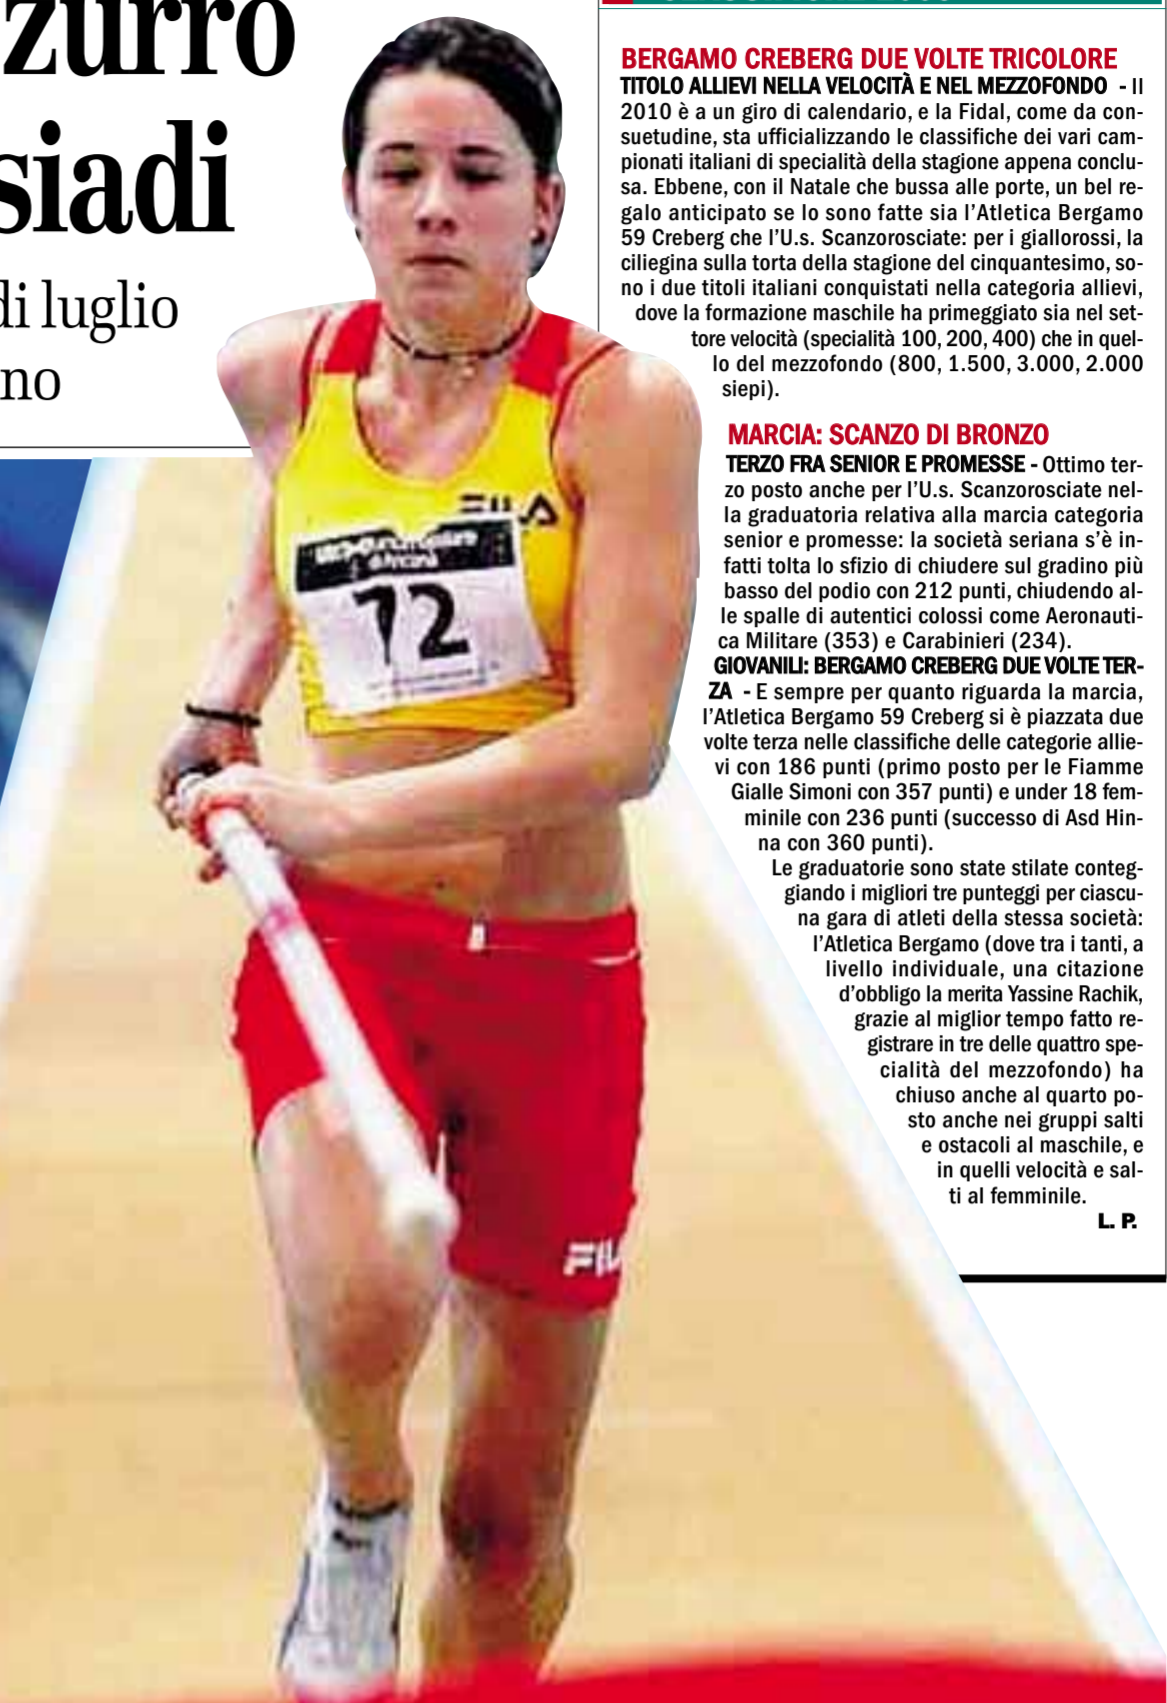 zurro
siadi
di luglio
no
BERGAMO CREBERG DUE VOLTE TRICOLORE
TITOLO ALLIEVI NELLA VELOCITÀ E NEL MEZZOFONDO - Il
2010 è a un giro di calendario, e la Fidal, come da con-
suetudine, sta ufficializzando le classifiche dei vari cam-
pionati italiani di specialità della stagione appena conclu-
sa. Ebbene, con il Natale che bussa alle porte, un bel re-
galo anticipato se lo sono fatte sia l'Atletica Bergamo
59 Creberg che l'U.s. Scanzorosciate: per i giallorossi, la
ciliegina sulla torta della stagione del cinquantesimo, so-
no i due titoli italiani conquistati nella categoria allievi,
dove la formazione maschile ha primeggiato sia nel set-
tore velocità (specialità 100, 200, 400) che in quel-
lo del mezzofondo (800, 1.500, 3.000, 2.000
siepi).
MARCIA: SCANZO DI BRONZO
TERZO FRA SENIOR E PROMESSE - Ottimo ter-
zo posto anche per l'U.s. Scanzorosciate nel-
la graduatoria relativa alla marcia categoria
senior e promesse: la società seriana s'è in-
fatti tolta lo sfizio di chiudere sul gradino più
basso del podio con 212 punti, chiudendo al-
le spalle di autentici colossi come Aeronauti-
ca Militare (353) e Carabinieri (234).
GIOVANILI: BERGAMO CREBERG DUE VOLTE TER-
ZA - E sempre per quanto riguarda la marcia,
l'Atletica Bergamo 59 Creberg si è piazzata due
volte terza nelle classifiche delle categorie allie-
vi con 186 punti (primo posto per le Fiamme
Gialle Simoni con 357 punti) e under 18 fem-
minile con 236 punti (successo di Asd Hin-
na con 360 punti).
Le graduatorie sono state stilate conteg-
giando i migliori tre punteggi per ciascu-
na gara di atleti della stessa società:
l'Atletica Bergamo (dove tra i tanti, a
livello individuale, una citazione
d'obbligo la merita Yassine Rachik,
grazie al miglior tempo fatto re-
gistrare in tre delle quattro spe-
cialità del mezzofondo) ha
chiuso anche al quarto po-
sto anche nei gruppi salti
e ostacoli al maschile, e
in quelli velocità e sal-
ti al femminile.
L. P.
FILA
72
FIL